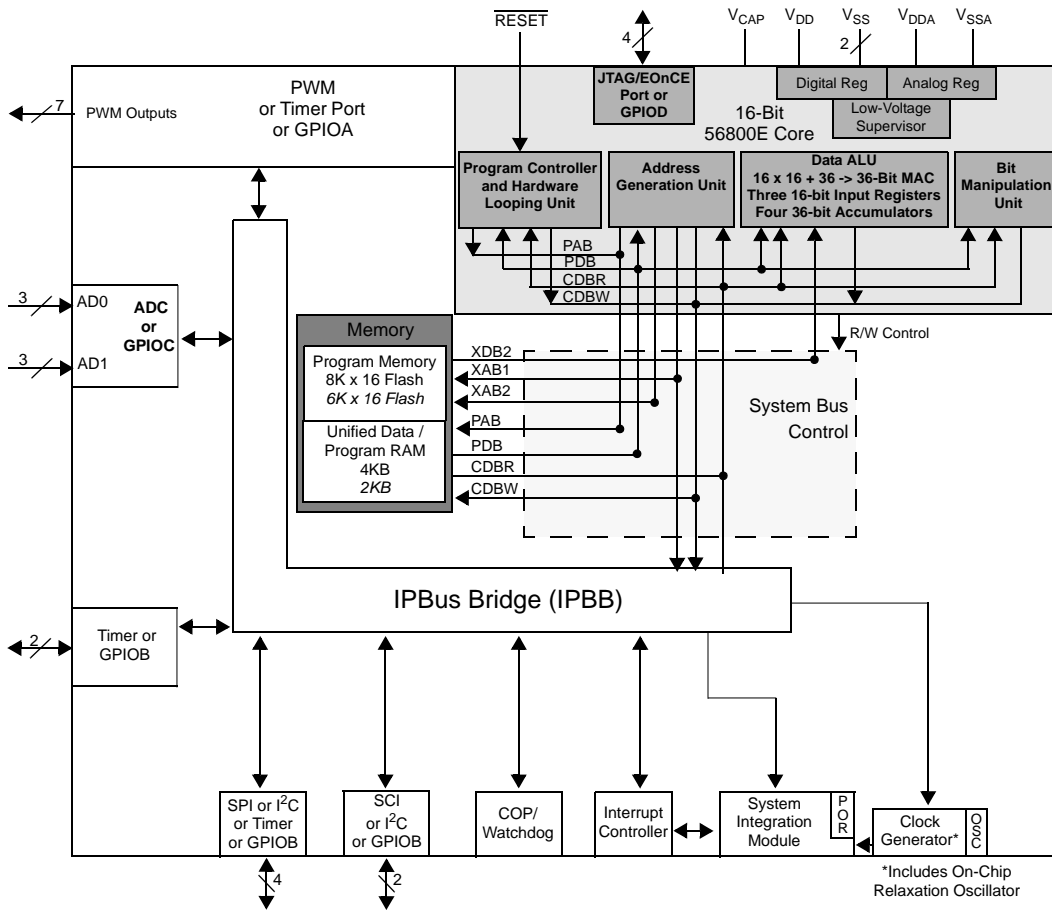 RESET
4
VCAP
VDD
VSS
VDDA
VSSA
2
7
PWM Outputs
PWM
or Timer Port
or GPIOA
JTAG/EOnCE
Port or
GPIOD
16-Bit
56800E Core
Digital Reg
Analog Reg
Low-Voltage
Supervisor
Program Controller
and Hardware
Looping Unit
Address
Generation Unit
Data ALU
16 x 16 + 36 -> 36-Bit MAC
Three 16-bit Input Registers
Four 36-bit Accumulators
Bit
Manipulation
Unit
PAB
PDB
CDBR
CDBW
3
AD0
ADC
or
GPIOC
3
AD1
Memory
Program Memory
8K x 16 Flash
6K x 16 Flash
Unified Data /
Program RAM
4KB
2KB
XDB2
XAB1
XAB2
PAB
PDB
CDBR
CDBW
R/W Control
System Bus
Control
IPBus Bridge (IPBB)
2
Timer or
GPIOB
SPI or I²C
or Timer
or GPIOB
4
SCI
or I²C
or GPIOB
2
COP/
Watchdog
Interrupt
Controller
System
Integration
Module
POR
Clock
Generator*
OSC
*Includes On-Chip
Relaxation Oscillator